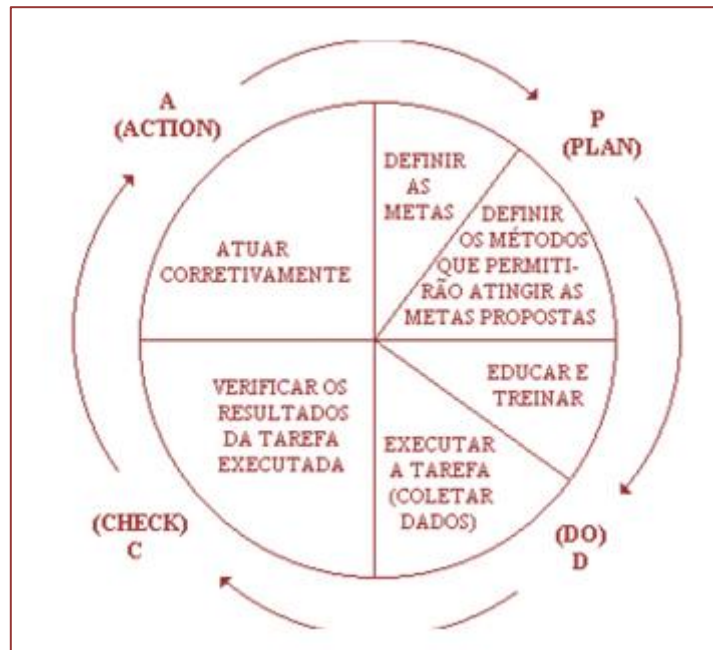 A
(ACTION)
P
(PLAN)
DEFINIR
AS
METAS
DEFINIR
OS MÉTODOS
QUE PERMITI-
RÃO ATINGIR AS
METAS PROPOSTAS
ATUAR
CORRETIVAMENTE
EDUCAR E
TREINAR
VERIFICAR OS
RESULTADOS
DA TAREFA
EXECUTADA
EXECUTAR
A TAREFA
(COLETAR
DADOS)
(CHECK)
C
(DO)
D